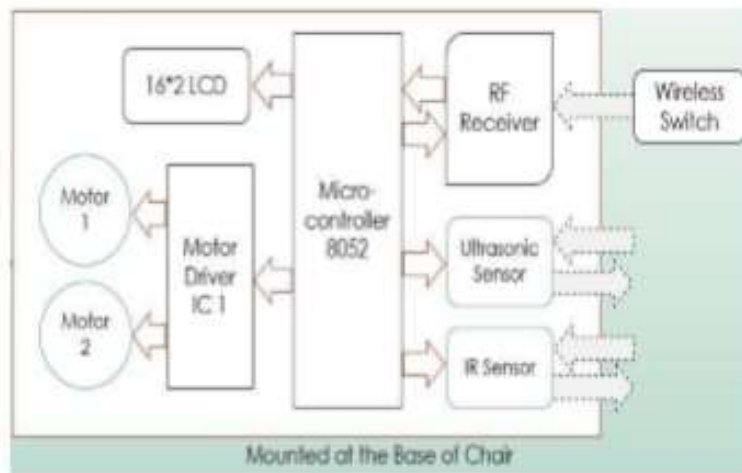 16*2 LCD
RF
Receiver
Wireless
Switch
Motor
1
Micro-
controller
8052
Motor
Driver
IC 1
Ultrasonic
Sensor
Motor
2
IR Sensor
Mounted at the Base of Chair